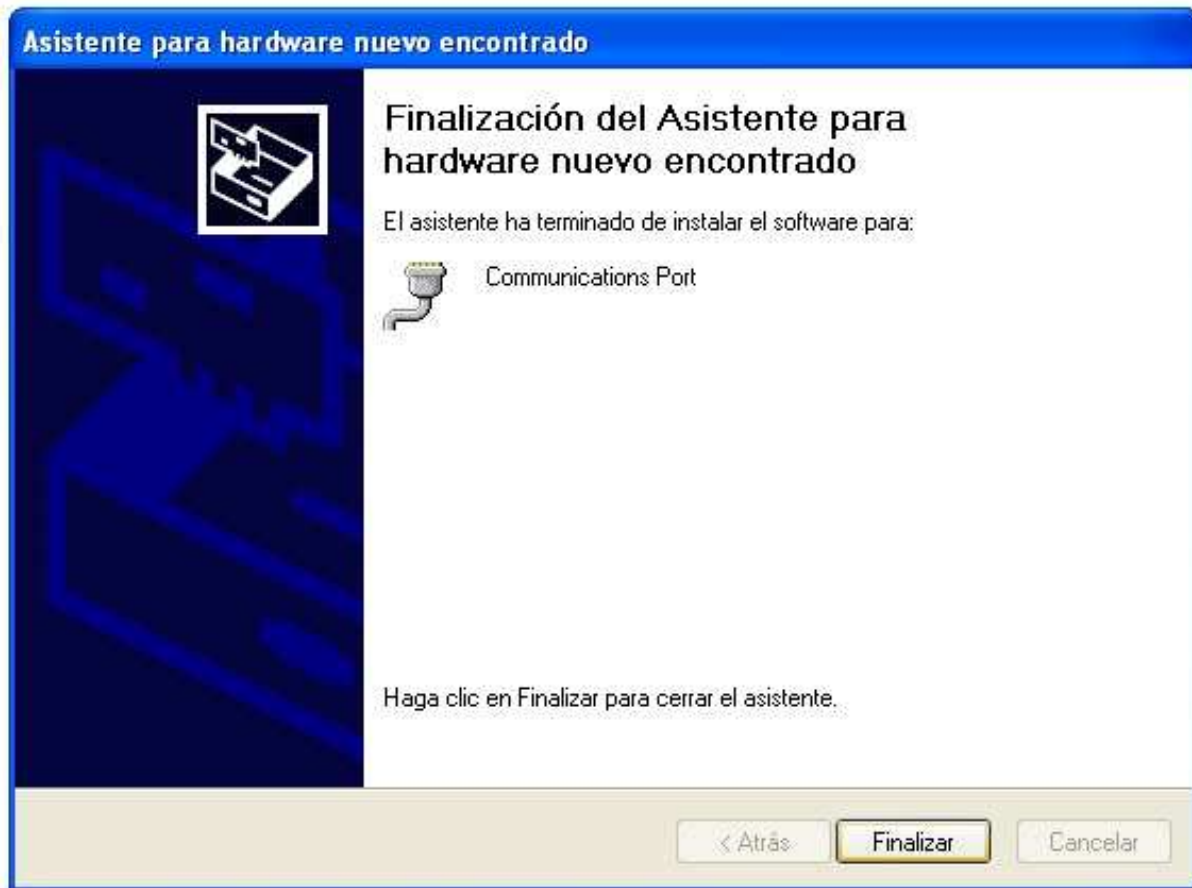 Asistente para hardware nuevo encontrado
Finalización del Asistente para
hardware nuevo encontrado
El asistente ha terminado de instalar el software para:
Communications Port
Haga clic en Finalizar para cerrar el asistente.
< Atrás
Finalizar
Cancelar